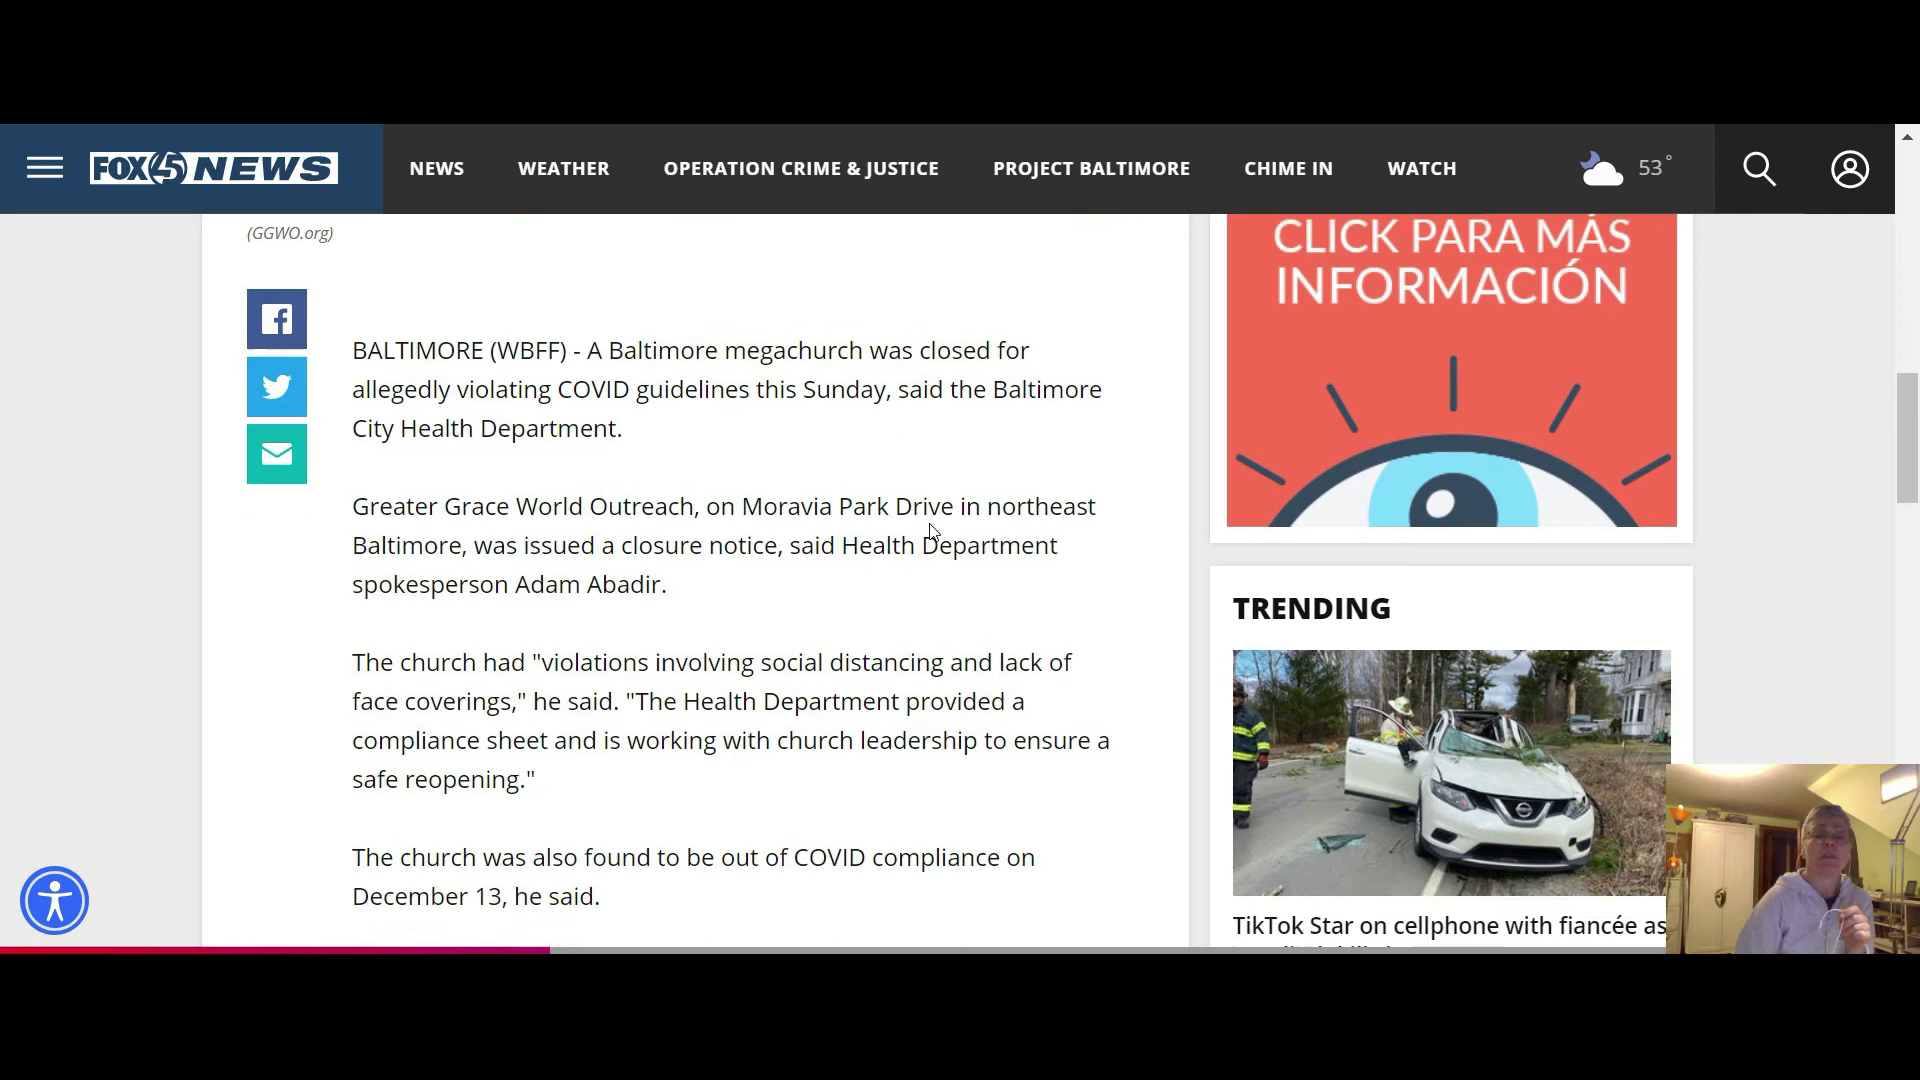 FOX45 NEWS
NEWS
WEATHER
OPERATION CRIME & JUSTICE
PROJECT BALTIMORE
CHIME IN
WATCH
53°
(GGWO.org)
BALTIMORE (WBFF) - A Baltimore megachurch was closed for
allegedly violating COVID guidelines this Sunday, said the Baltimore
City Health Department.
Greater Grace World Outreach, on Moravia Park Drive in northeast
Baltimore, was issued a closure notice, said Health Department
spokesperson Adam Abadir.
The church had "violations involving social distancing and lack of
face coverings," he said. "The Health Department provided a
compliance sheet and is working with church leadership to ensure a
safe reopening."
The church was also found to be out of COVID compliance on
December 13, he said.
CLICK PARA MÁS
INFORMACIÓN
TRENDING
TikTok Star on cellphone with fiancée as